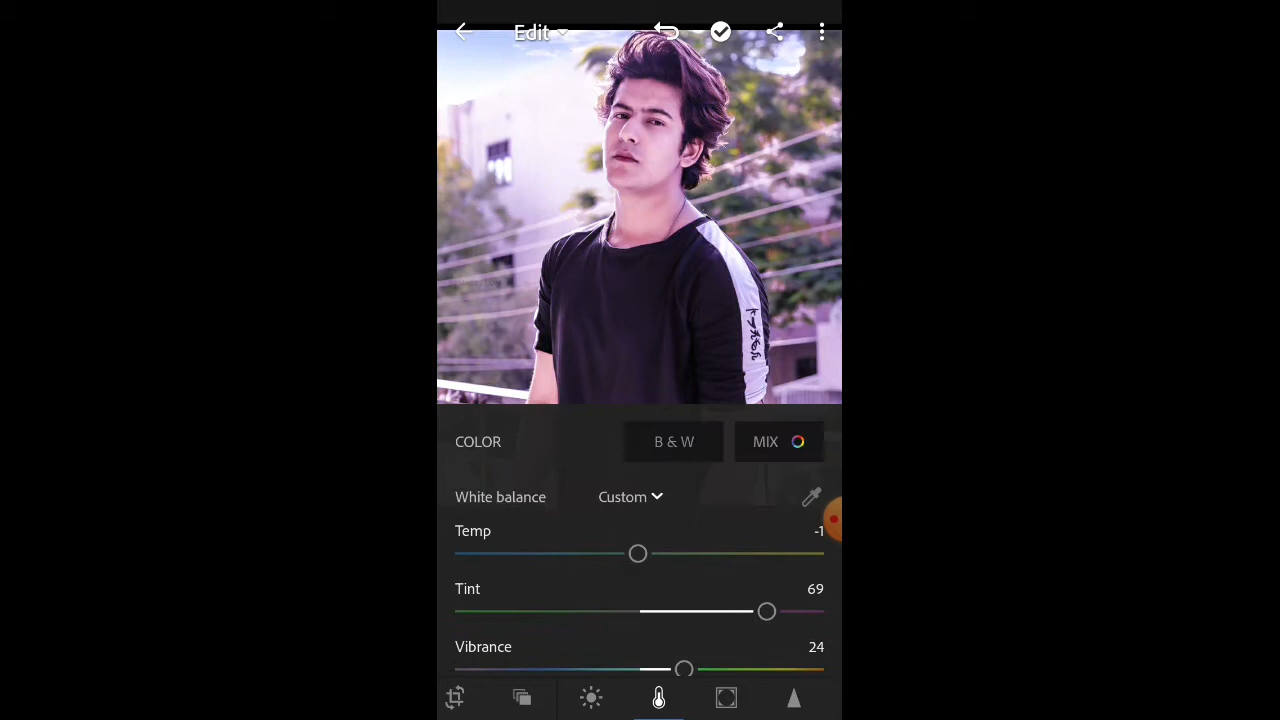 Edit
COLOR
B & W
MIX
White balance
Custom
Temp
-1
Tint
69
Vibrance
24